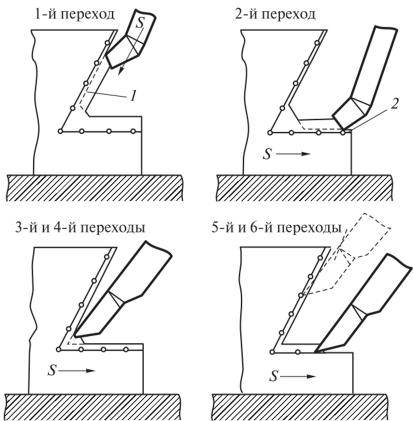 1-й переход
S
1
2-й переход
2
S
3-й и 4-й переходы
S
5-й и 6-й переходы
S